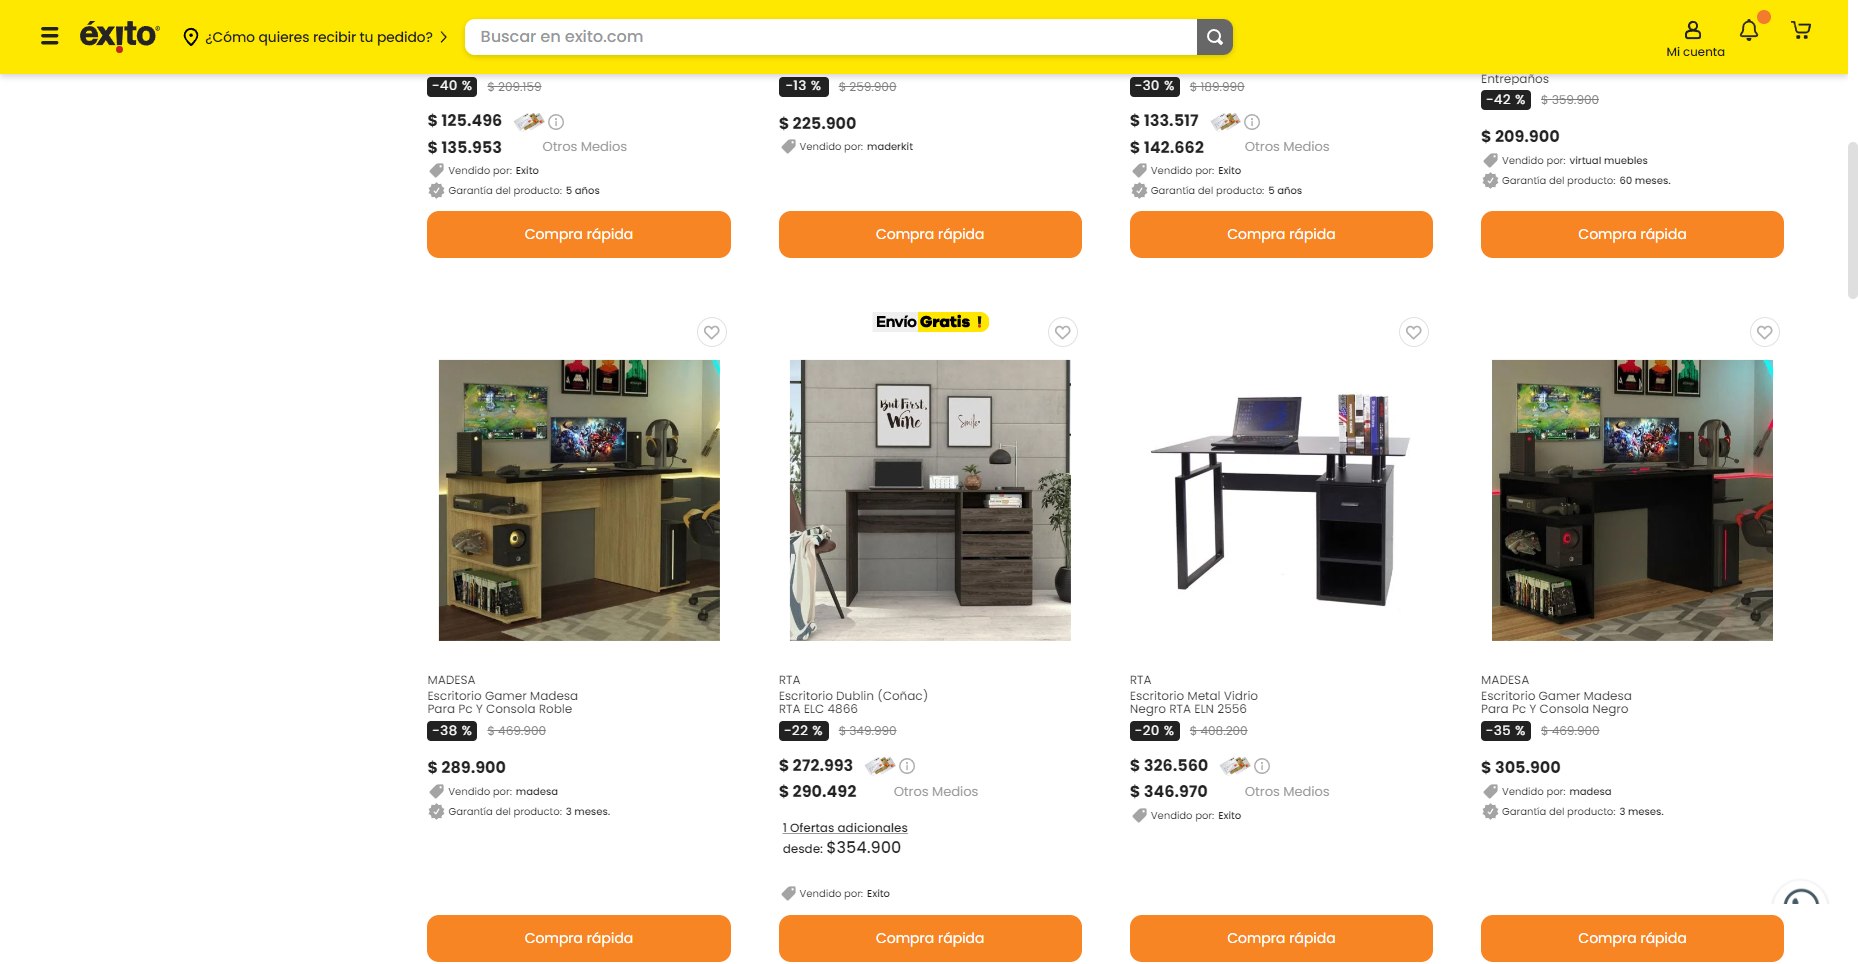 éxito
¿Cómo quieres recibir tu pedido?
Buscar en exito.com
Mi cuenta
-40 % $ 209.159
$ 125.496
$ 135.953 Otros Medios
Vendido por: Exito
Garantía del producto: 5 años
Compra rápida
-13 % $ 259.900
$ 225.900
Vendido por: maderkit
Compra rápida
-30 % $ 189.990
$ 133.517
$ 142.662 Otros Medios
Vendido por: Exito
Garantía del producto: 5 años
Compra rápida
Entrepaños
-42 % $ 359.900
$ 209.900
Vendido por: virtual muebles
Garantía del producto: 60 meses.
Compra rápida
MADESA
Escritorio Gamer Madesa
Para Pc Y Consola Roble
-38 % $ 469.900
$ 289.900
Vendido por: madesa
Garantía del producto: 3 meses.
Compra rápida
Envío Gratis !
But First,
Wine
Smile
RTA
Escritorio Dublin (Coñac)
RTA ELC 4866
-22 % $ 349.990
$ 272.993
$ 290.492 Otros Medios
1 Ofertas adicionales
desde: $354.900
Vendido por: Exito
Compra rápida
RTA
Escritorio Metal Vidrio
Negro RTA ELN 2556
-20 % $ 408.200
$ 326.560
$ 346.970 Otros Medios
Vendido por: Exito
Compra rápida
MADESA
Escritorio Gamer Madesa
Para Pc Y Consola Negro
-35 % $ 469.900
$ 305.900
Vendido por: madesa
Garantía del producto: 3 meses.
Compra rápida